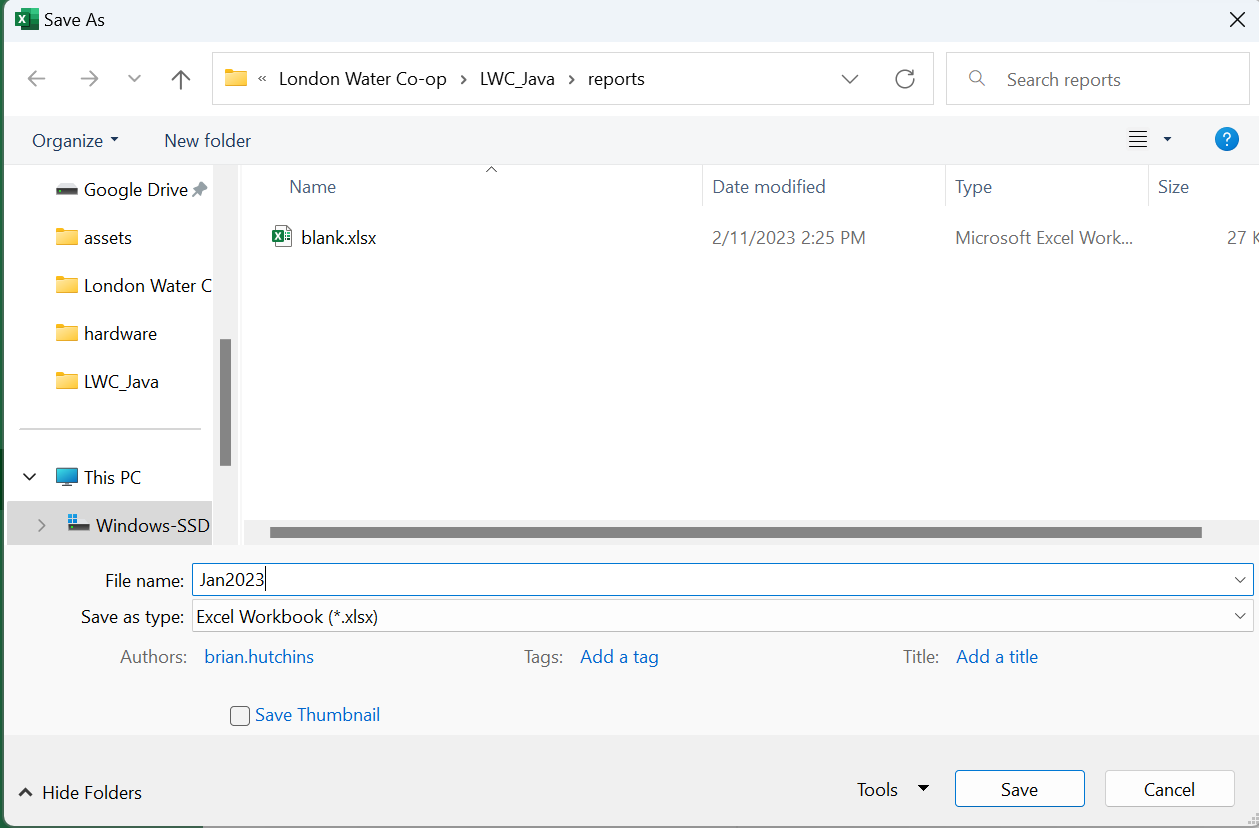 Save As
« London Water Co-op > LWC_Java > reports
Search reports
Organize
New folder
?
Name
Date modified
Type
Size
Google Drive
blank.xlsx
2/11/2023 2:25 PM
Microsoft Excel Work...
27 K
assets
London Water C
hardware
LWC_Java
This PC
Windows-SSD
File name: Jan2023
Save as type: Excel Workbook (*.xlsx)
Authors: brian.hutchins
Tags: Add a tag
Title: Add a title
Save Thumbnail
Hide Folders
Tools
Save
Cancel